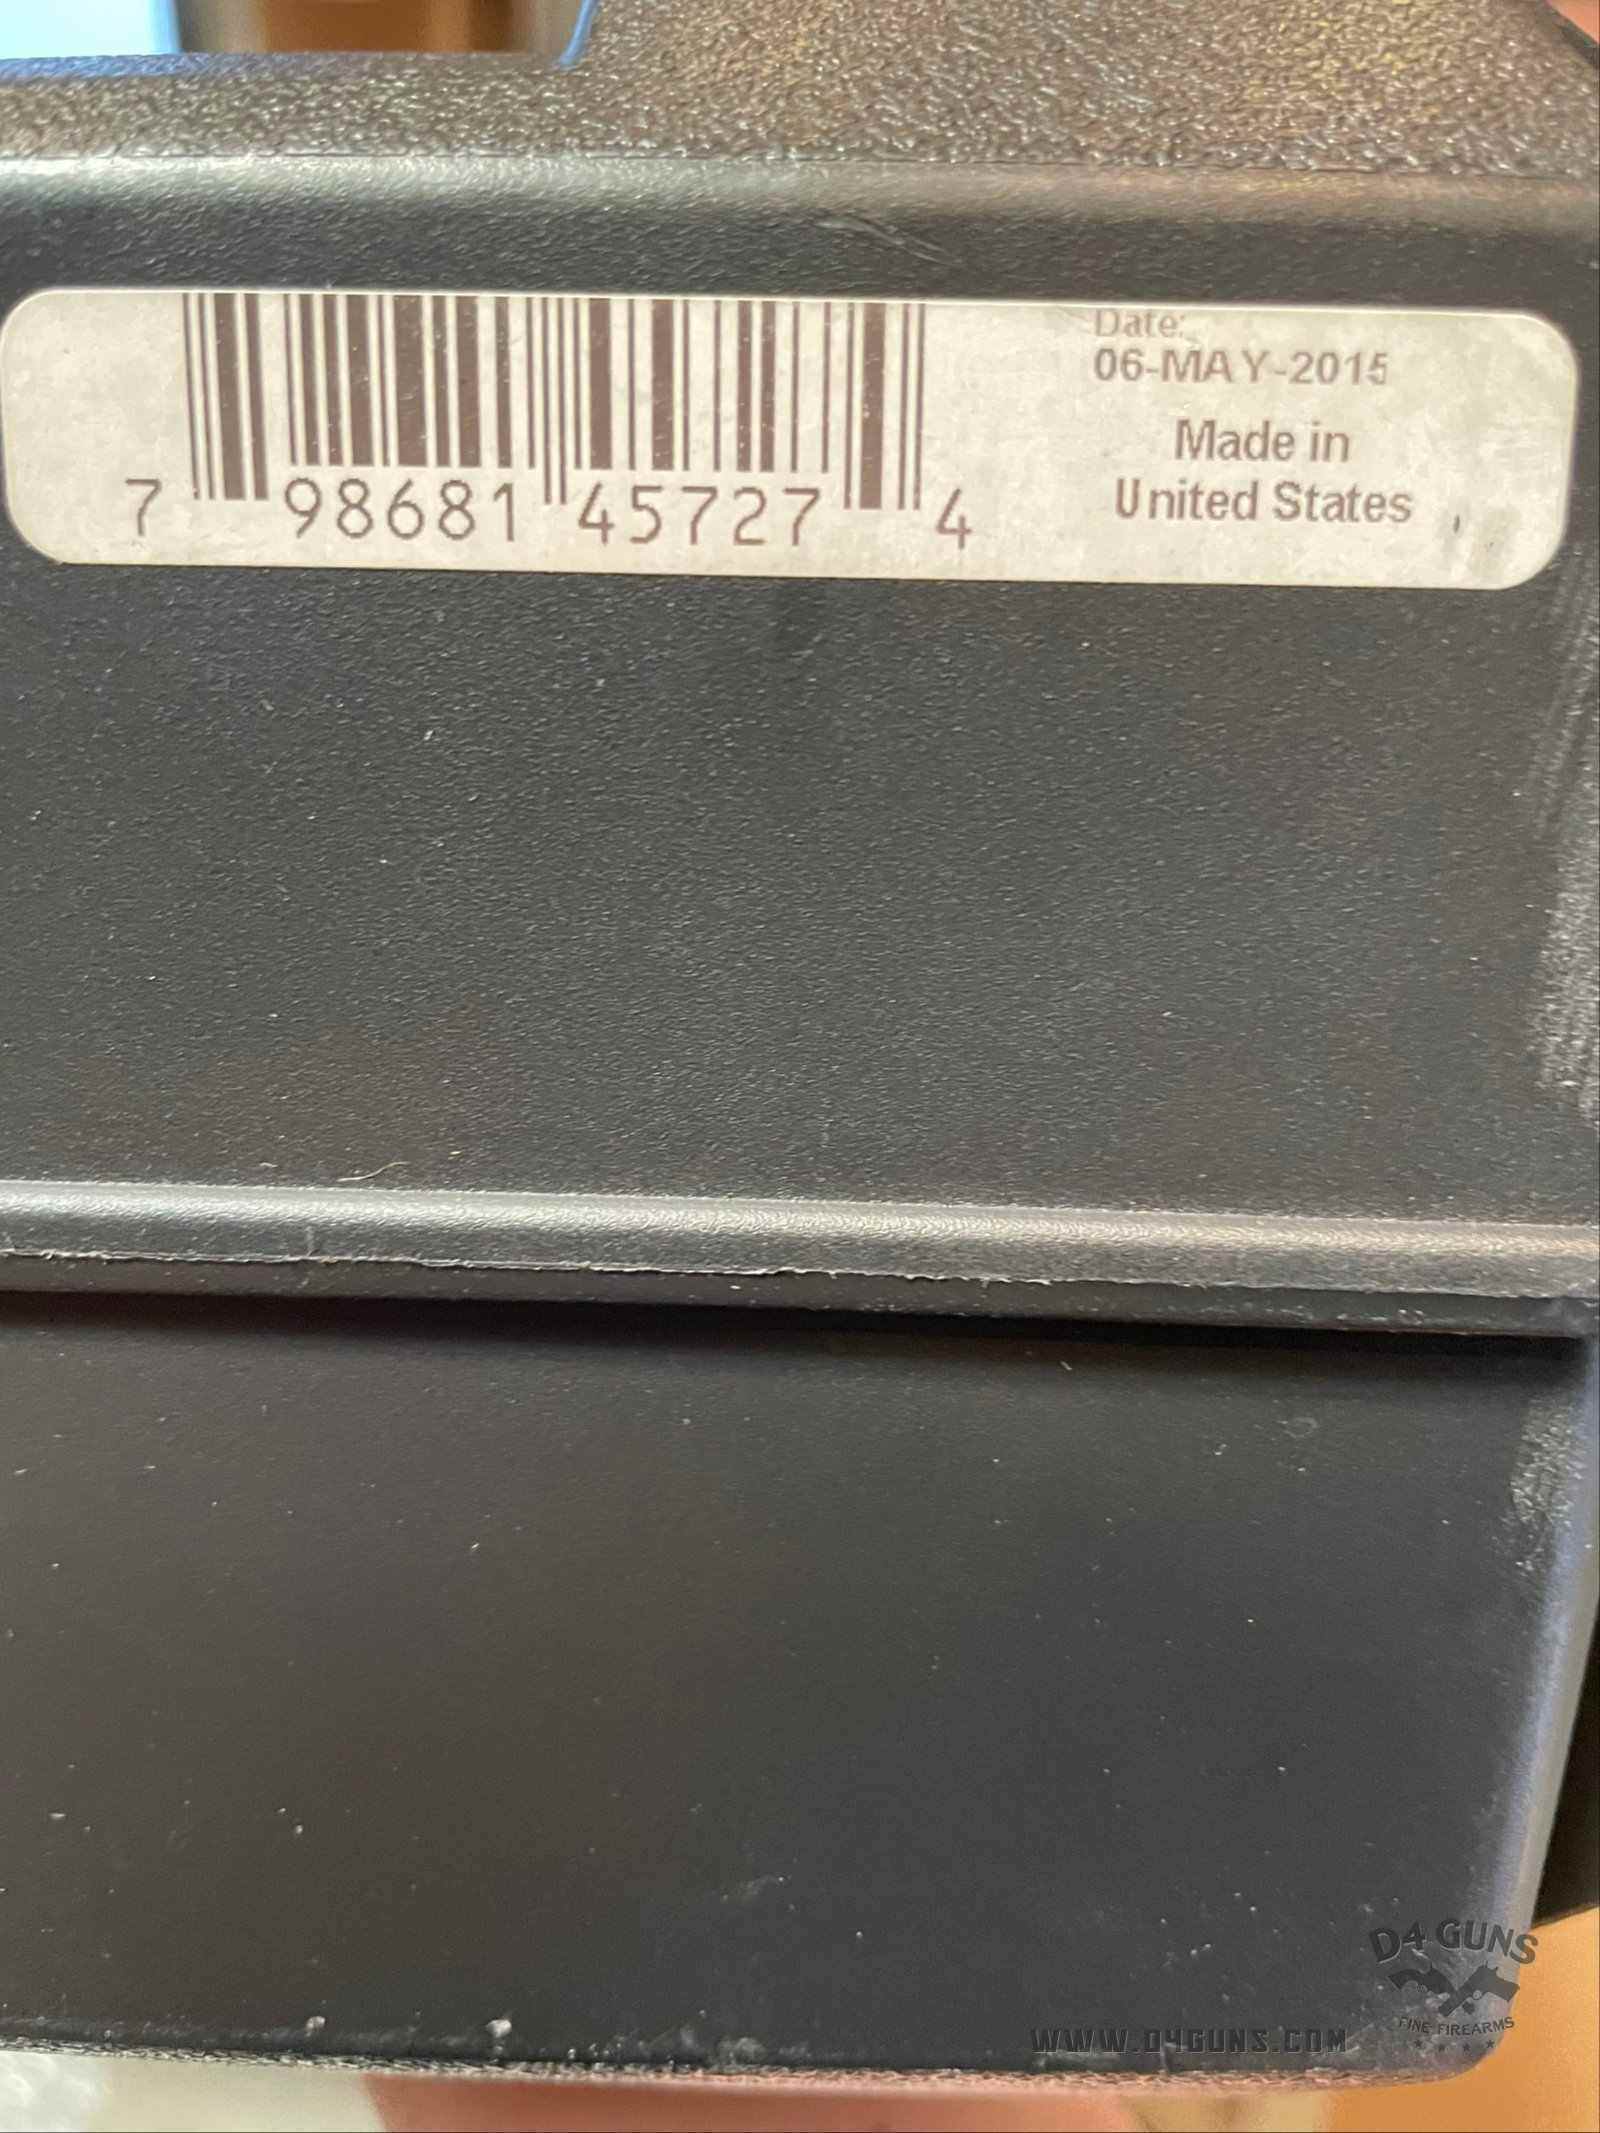 Date:
06-MAY-2015
Made in
United States
7 98681 45727 4
D4 GUNS
FINE FIREARMS
WWW.D4GUNS.COM